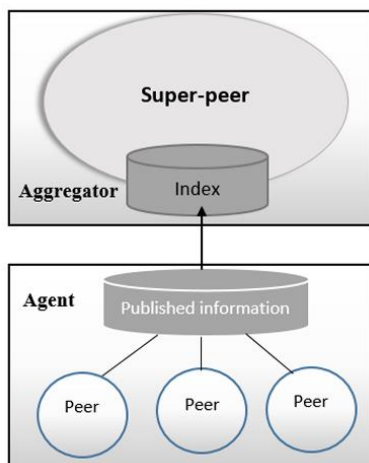 Super-peer
Index
Aggregator
Agent
Published information
Peer
Peer
Peer